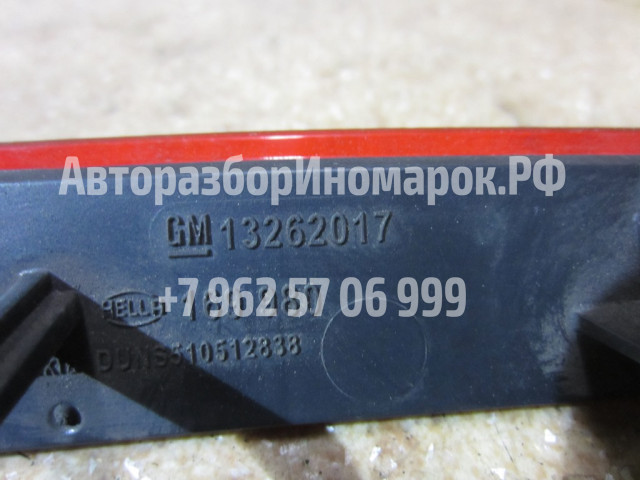 АвторазборИномарок.РФ
GM 13262017
+7 962 57 06 999
HELLA
DUNS510512838